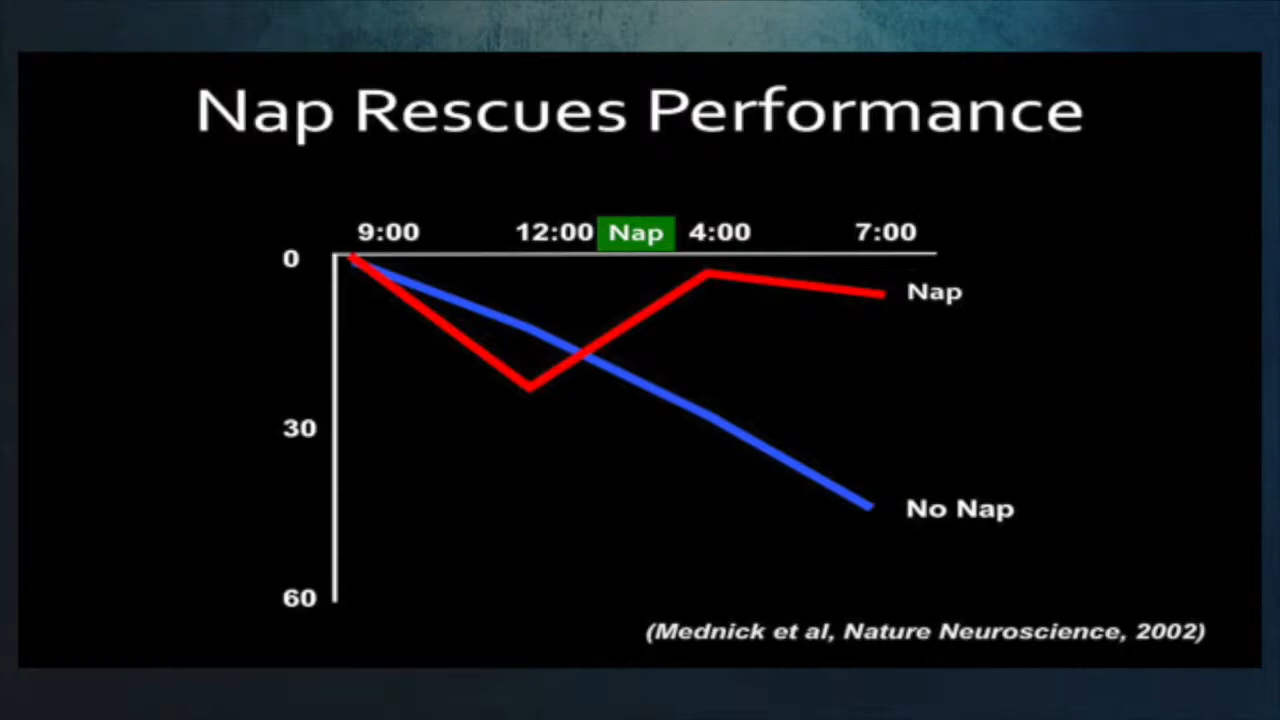 Nap Rescues Performance
9:00 12:00 Nap 4:00 7:00
0
Nap
30
No Nap
60
(Mednick et al, Nature Neuroscience, 2002)